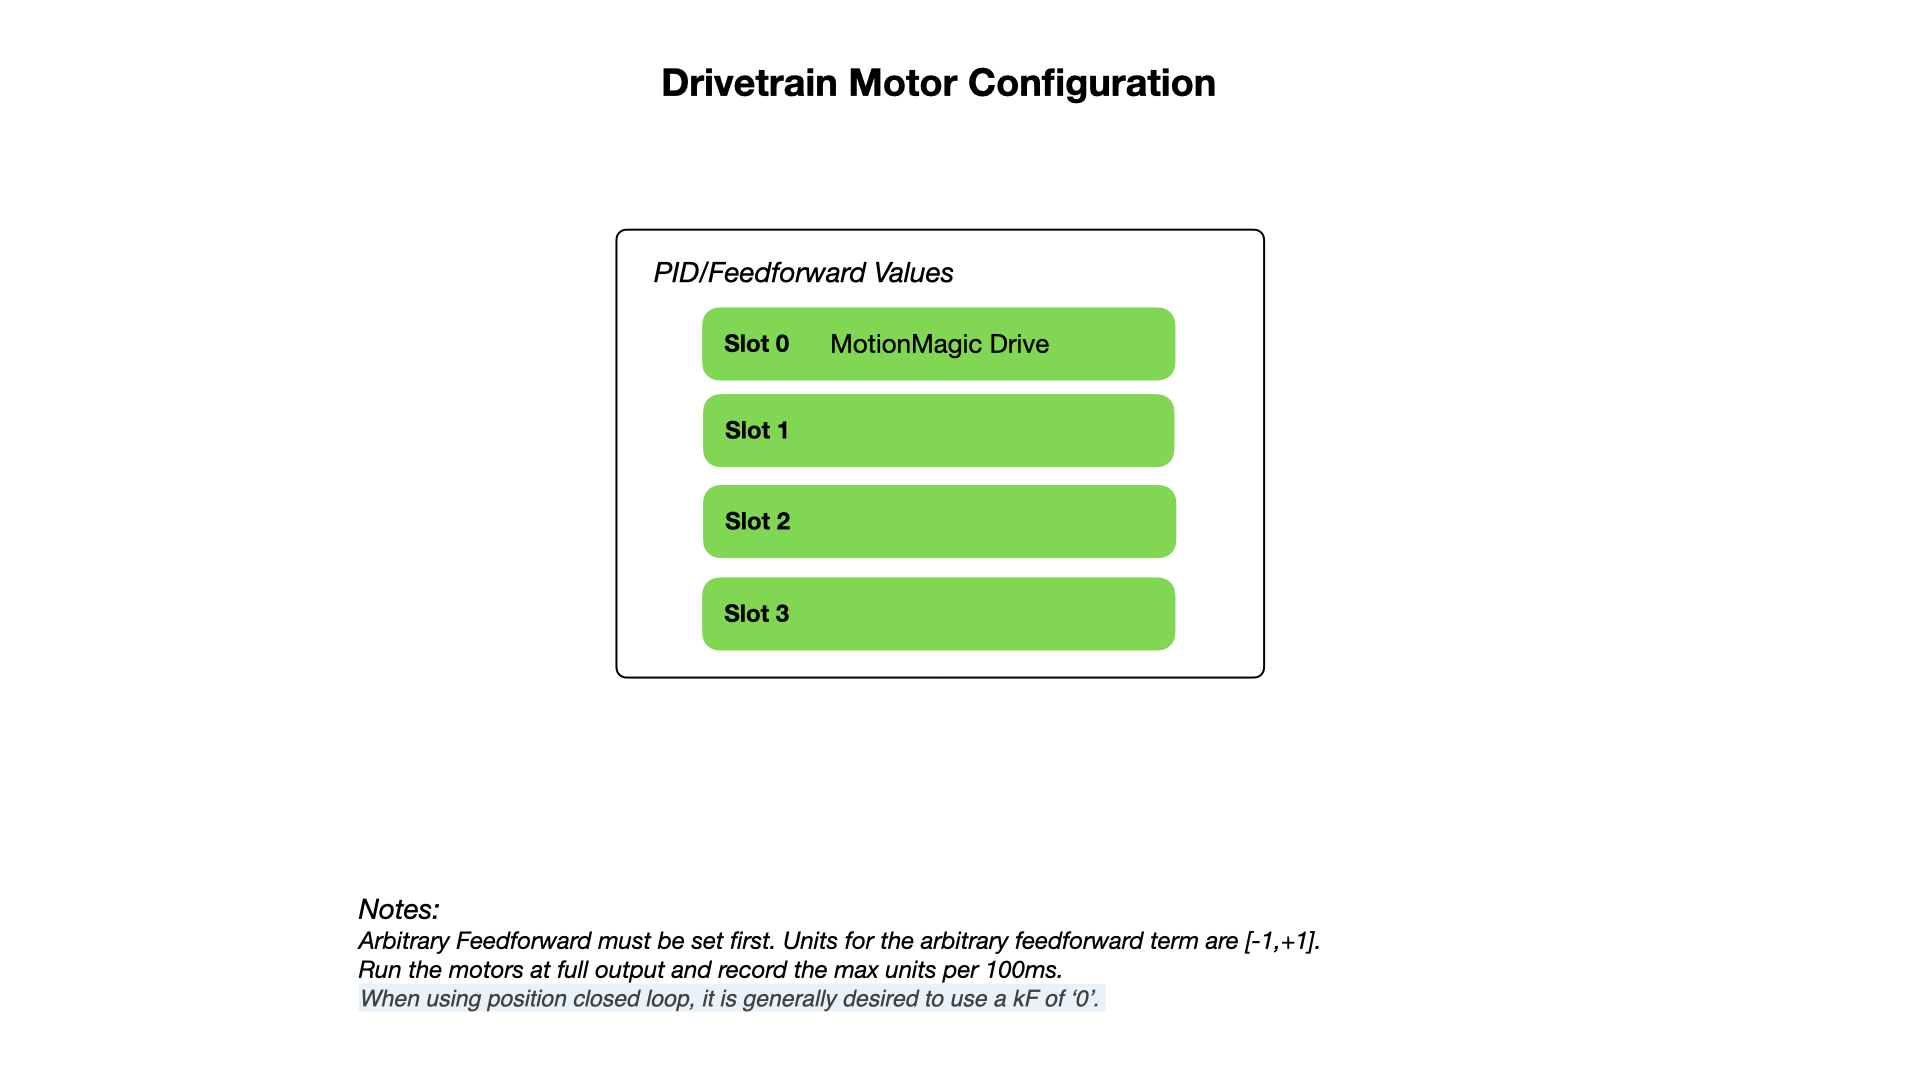 Drivetrain Motor Configuration
PID/Feedforward Values
Slot 0 MotionMagic Drive
Slot 1
Slot 2
Slot 3
Notes:
Arbitrary Feedforward must be set first. Units for the arbitrary feedforward term are [-1,+1].
Run the motors at full output and record the max units per 100ms.
When using position closed loop, it is generally desired to use a kF of ‘0’.